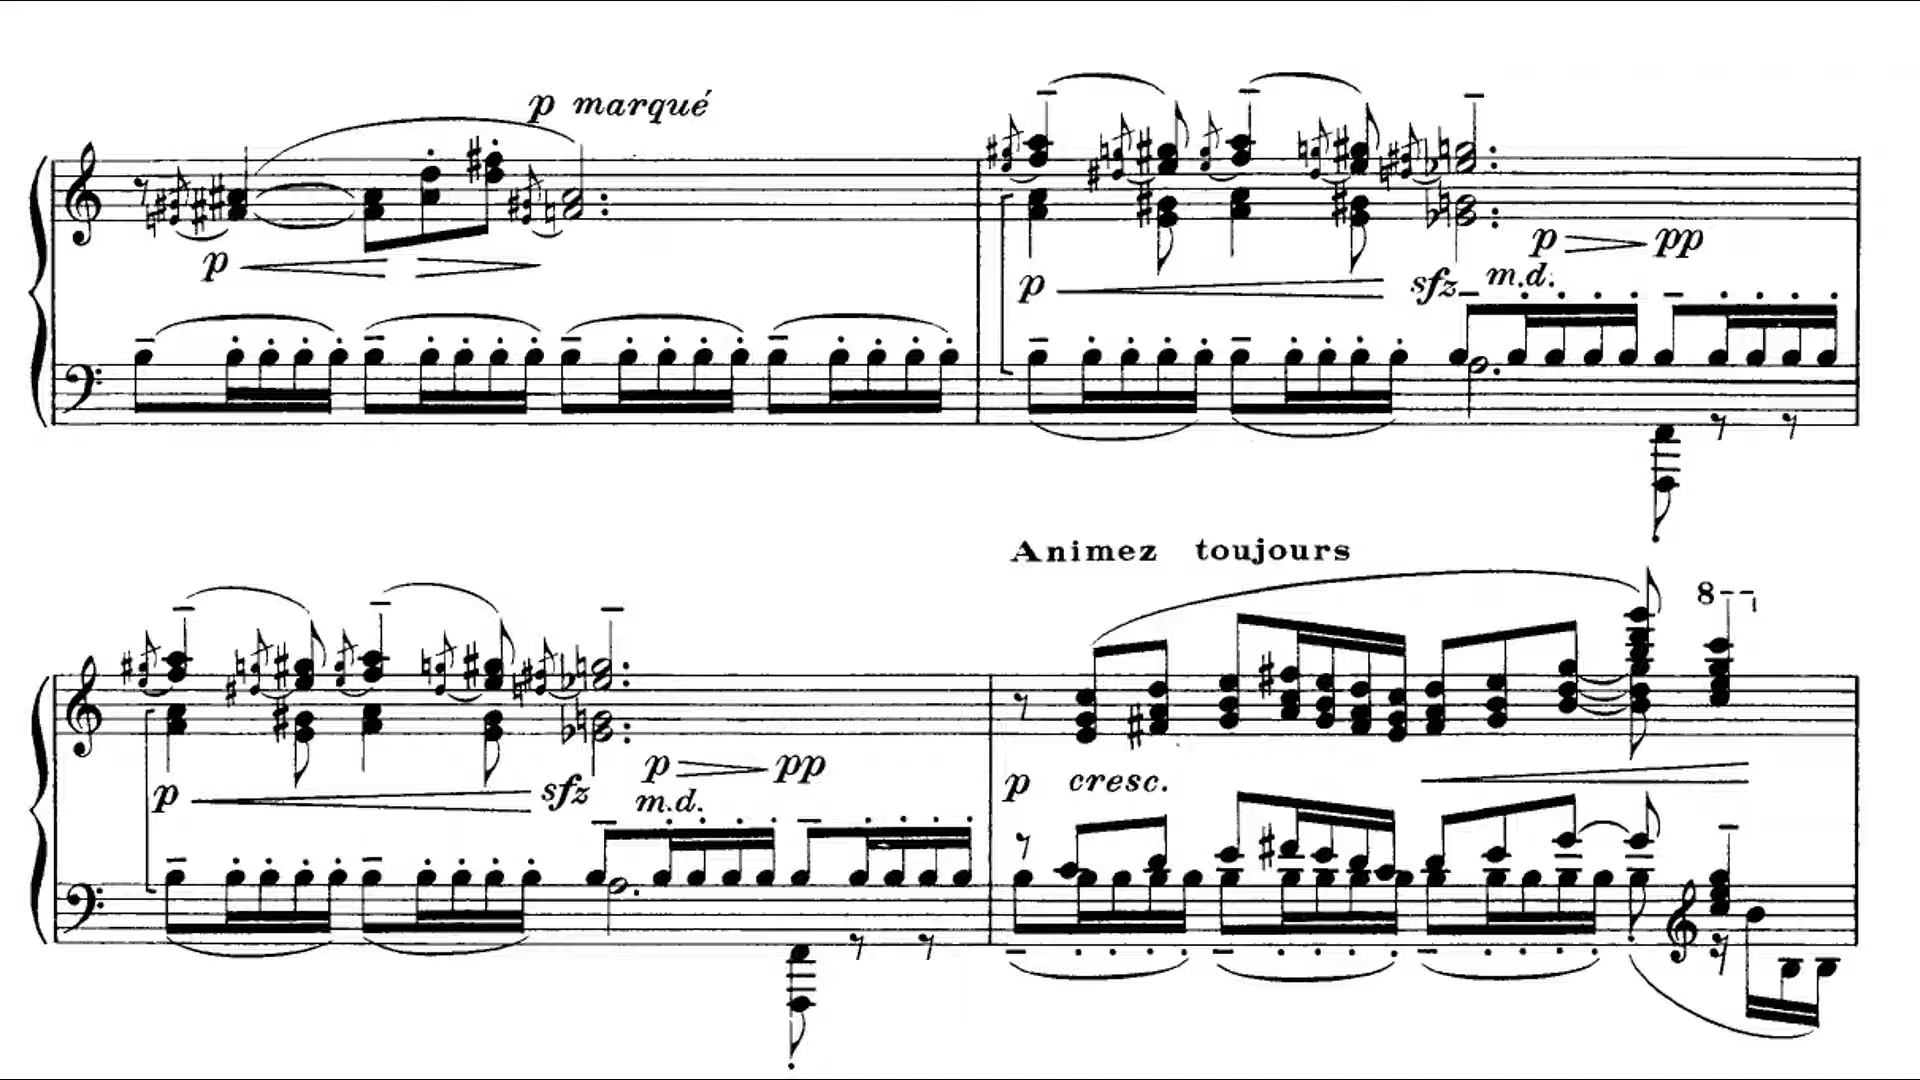 p marqué
p
p sfz m.d. p pp
Animez toujours
8
p sfz m.d. p pp
p cresc.